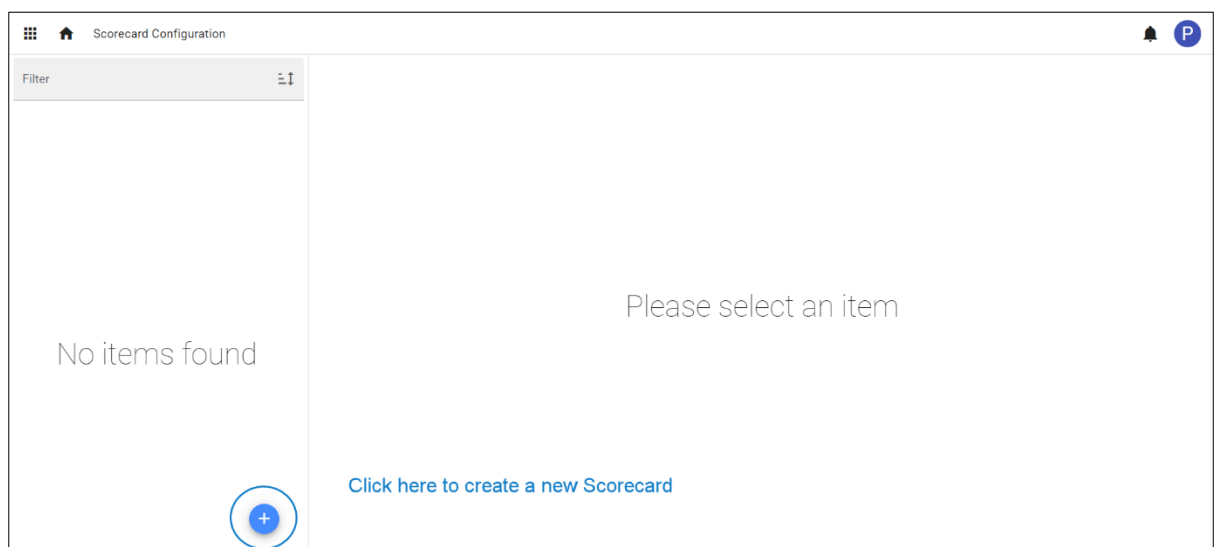 Scorecard Configuration
P
Filter
Please select an item
No items found
Click here to create a new Scorecard